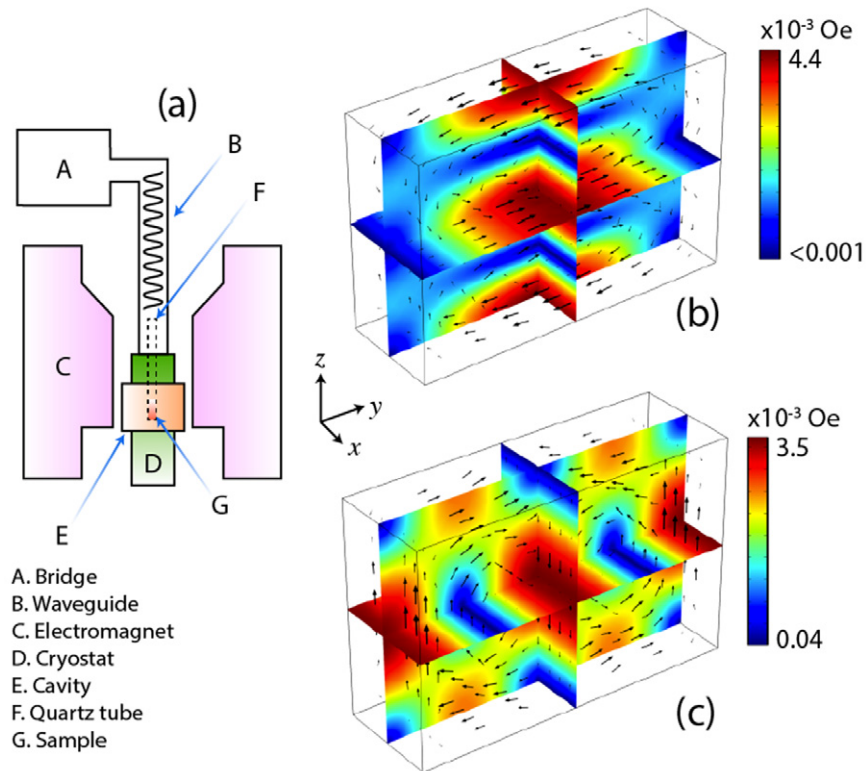 (a)
A
B
F
C
D
E
G
A. Bridge
B. Waveguide
C. Electromagnet
D. Cryostat
E. Cavity
F. Quartz tube
G. Sample
x10-3 Oe
4.4
<0.001
(b)
z
y
x
x10-3 Oe
3.5
0.04
(c)